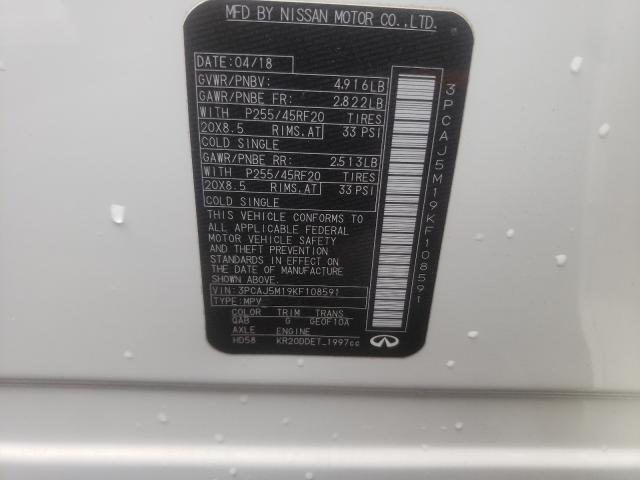 MFD BY NISSAN MOTOR CO.,LTD.
DATE: 04/18
GVWR/PNBV: 4,916LB
GAWR/PNBE FR: 2,822LB
WITH P255/45RF20 TIRES
20X8.5 RIMS.AT 33 PSI
COLD SINGLE
GAWR/PNBE RR: 2,513LB
WITH P255/45RF20 TIRES
20X8.5 RIMS.AT 33 PSI
COLD SINGLE
THIS VEHICLE CONFORMS TO
ALL APPLICABLE FEDERAL
MOTOR VEHICLE SAFETY
AND THEFT PREVENTION
STANDARDS IN EFFECT ON
THE DATE OF MANUFACTURE
SHOWN ABOVE.
VIN: 3PCAJ5M19KF108591
TYPE: MPV
COLOR TRIM TRANS
QAB G GEOF10A
AXLE ENGINE
HD58 KR20DDET_1997cc
3PCAJ5M19KF108591